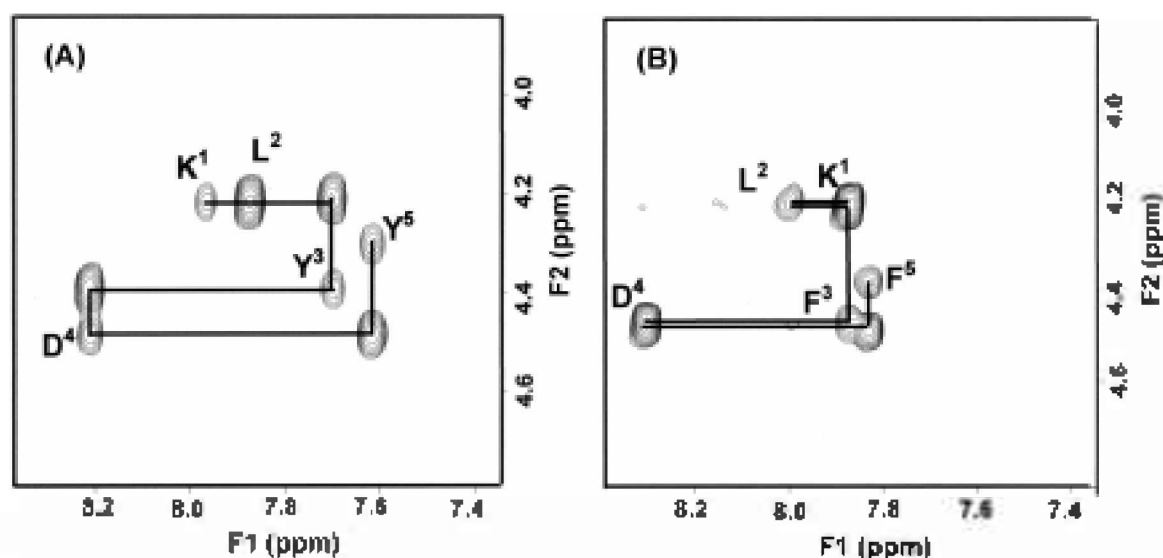 (A)
K¹ L²
Y⁵
Y³
D⁴
4.0
4.2
4.4
4.6
F2 (ppm)
8.2 8.0 7.8 7.6 7.4
F1 (ppm)
(B)
L² K¹
F⁵
D⁴ F³
4.0
4.2
4.4
4.6
F2 (ppm)
8.2 8.0 7.8 7.6 7.4
F1 (ppm)